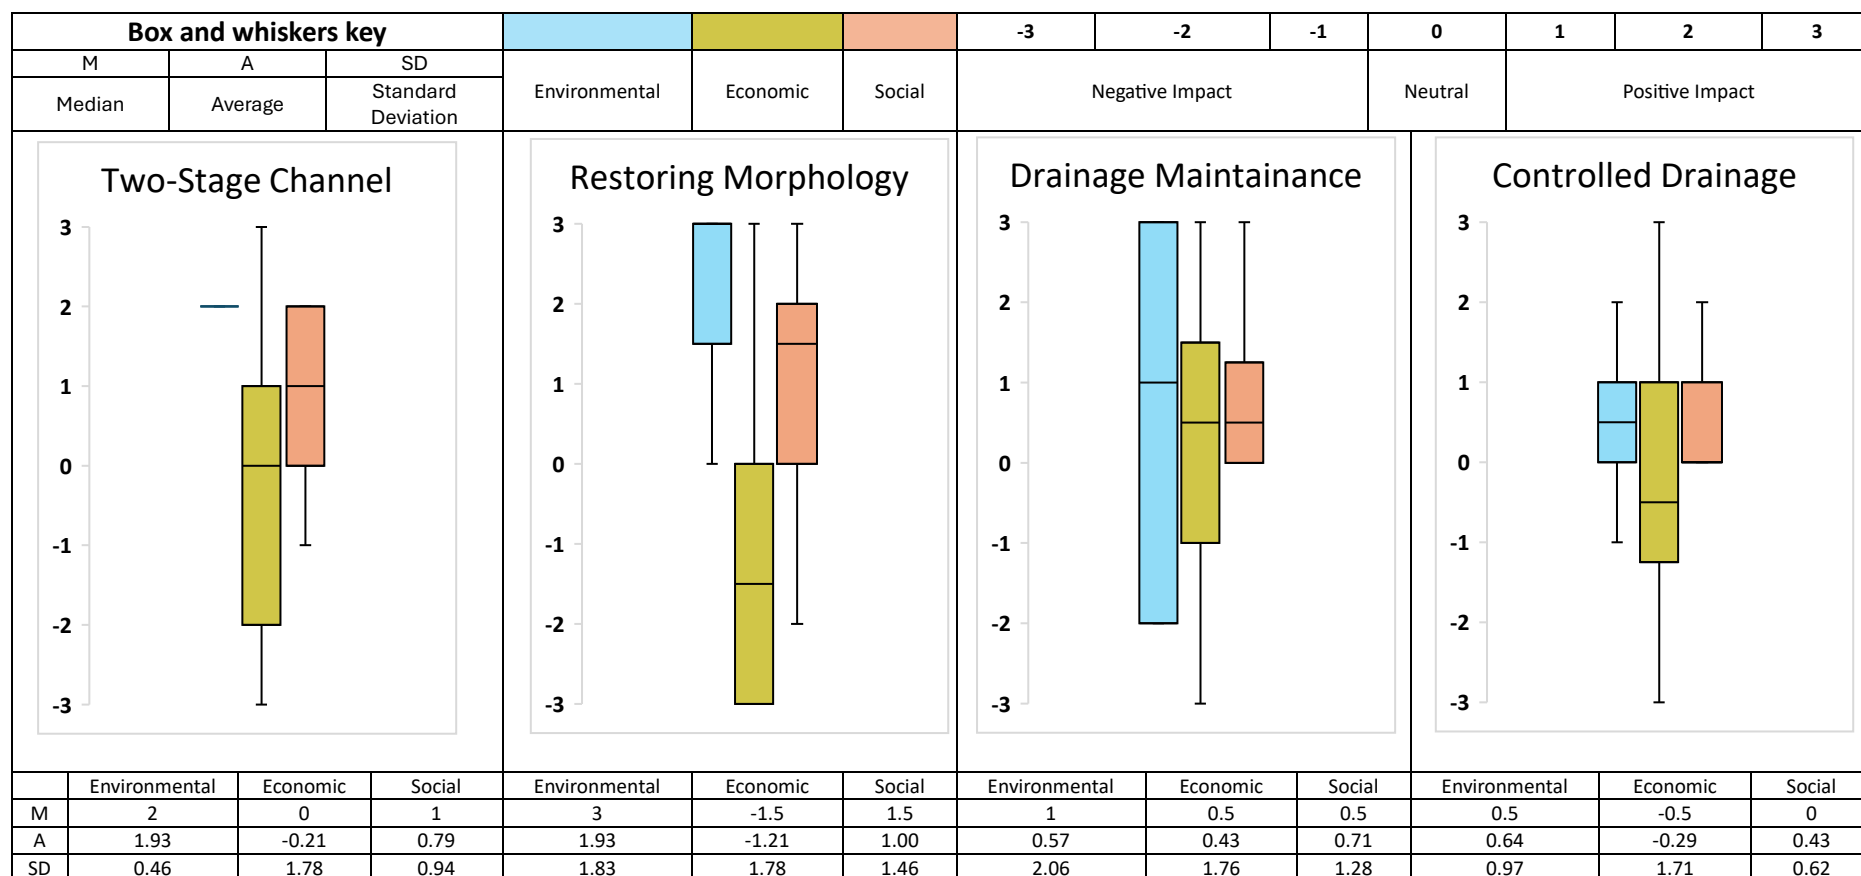 Box and whiskers key -3 -2 -1 0 1 2 3
M A SD
Median Average Standard Deviation Environmental Economic Social Negative Impact Neutral Positive Impact
Two-Stage Channel
3
2
1
0
-1
-2
-3
Restoring Morphology
3
2
1
0
-1
-2
-3
Drainage Maintainance
3
2
1
0
-1
-2
-3
Controlled Drainage
3
2
1
0
-1
-2
-3
Environmental Economic Social Environmental Economic Social Environmental Economic Social Environmental Economic Social
M 2 0 1 3 -1.5 1.5 1 0.5 0.5 0.5 -0.5 0
A 1.93 -0.21 0.79 1.93 -1.21 1.00 0.57 0.43 0.71 0.64 -0.29 0.43
SD 0.46 1.78 0.94 1.83 1.78 1.46 2.06 1.76 1.28 0.97 1.71 0.62